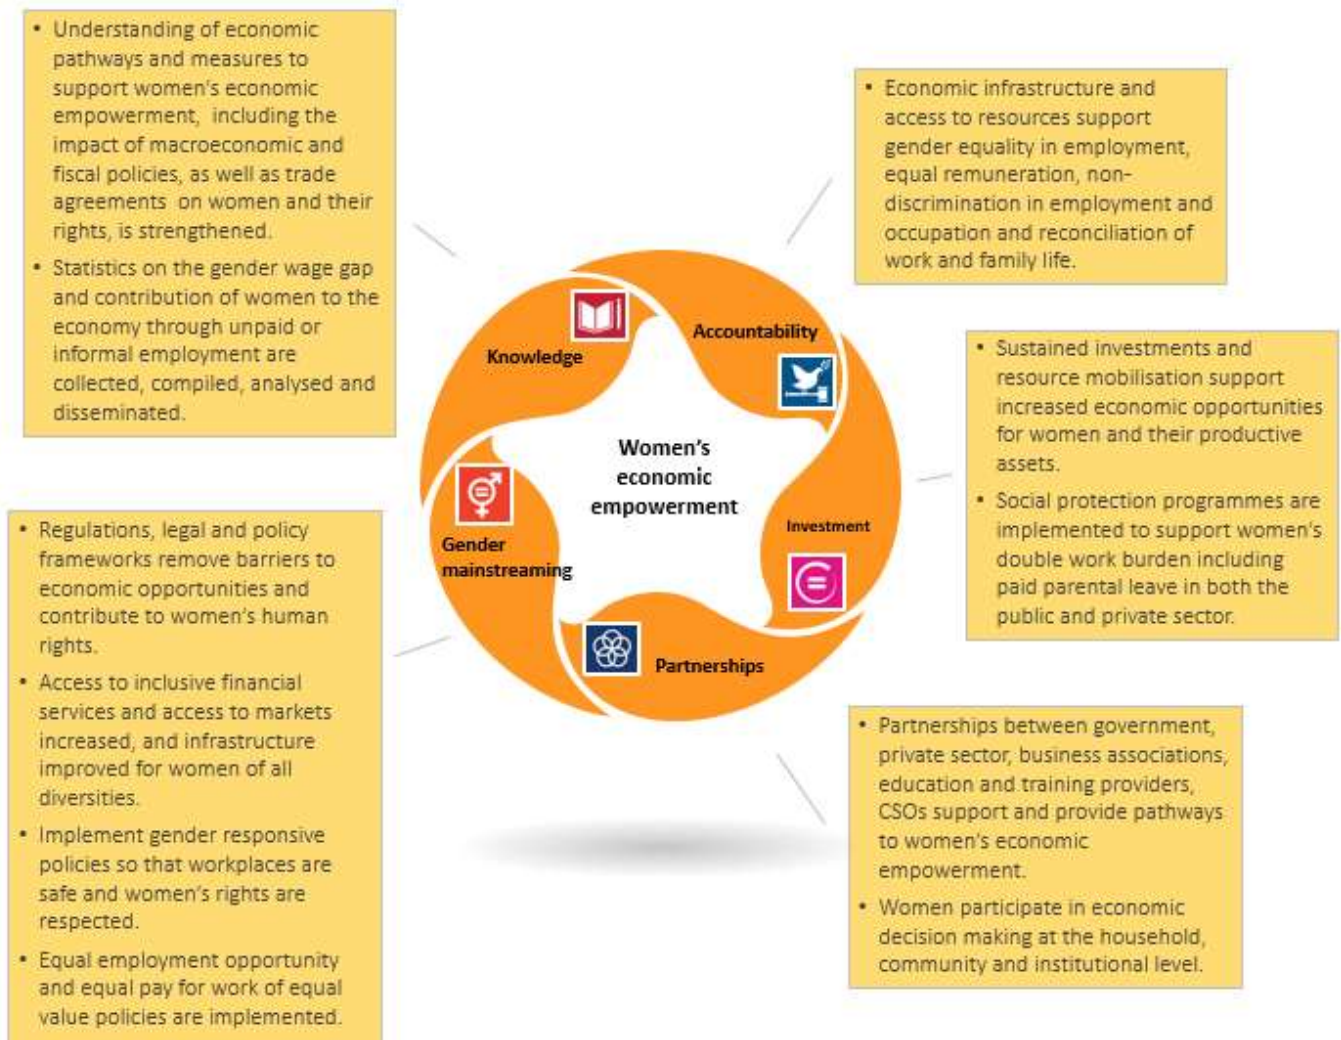 • Understanding of economic
pathways and measures to
support women's economic
empowerment, including the
impact of macroeconomic and
fiscal policies, as well as trade
agreements on women and their
rights, is strengthened.
• Statistics on the gender wage gap
and contribution of women to the
economy through unpaid or
informal employment are
collected, compiled, analysed and
disseminated.
• Economic infrastructure and
access to resources support
gender equality in employment,
equal remuneration, non-
discrimination in employment and
occupation and reconciliation of
work and family life.
Knowledge
Accountability
Women's
economic
empowerment
Gender
mainstreaming
Investment
Partnerships
• Sustained investments and
resource mobilisation support
increased economic opportunities
for women and their productive
assets.
• Social protection programmes are
implemented to support women's
double work burden including
paid parental leave in both the
public and private sector.
• Regulations, legal and policy
frameworks remove barriers to
economic opportunities and
contribute to women's human
rights.
• Access to inclusive financial
services and access to markets
increased, and infrastructure
improved for women of all
diversities.
• Implement gender responsive
policies so that workplaces are
safe and women's rights are
respected.
• Equal employment opportunity
and equal pay for work of equal
value policies are implemented.
• Partnerships between government,
private sector, business associations,
education and training providers,
CSOs support and provide pathways
to women's economic
empowerment.
• Women participate in economic
decision making at the household,
community and institutional level.